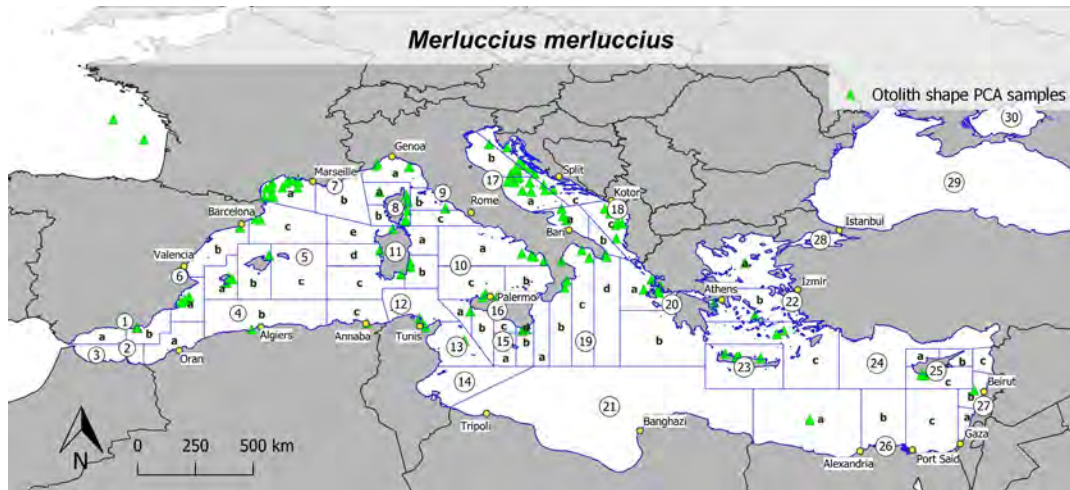 Merluccius merluccius
Otolith shape PCA samples
30
Genoa
a
b
Marseille
7
a
b
a
b
8
9
b
Rome
c
17
Split
a
c
Kotor
18
c
b
29
Istanbul
28
Barcelona
c
e
Bari
Valencia
b
5
d
11
a
10
a
a
6
a
b
c
c
b
c
b
c
d
20
Athens
b
Izmir
22
Palermo
16
1
4
b
c
12
a
b
c
d
b
c
19
b
c
24
a
b
c
25
c
a
b
a
3
2
Oran
Algiers
Annaba
Tunis
13
15
a
b
a
23
Beirut
b
27
14
21
a
b
c
a
Tripoli
Banghazi
Gaza
26
Alexandria
Port Said
N
0 250 500 km